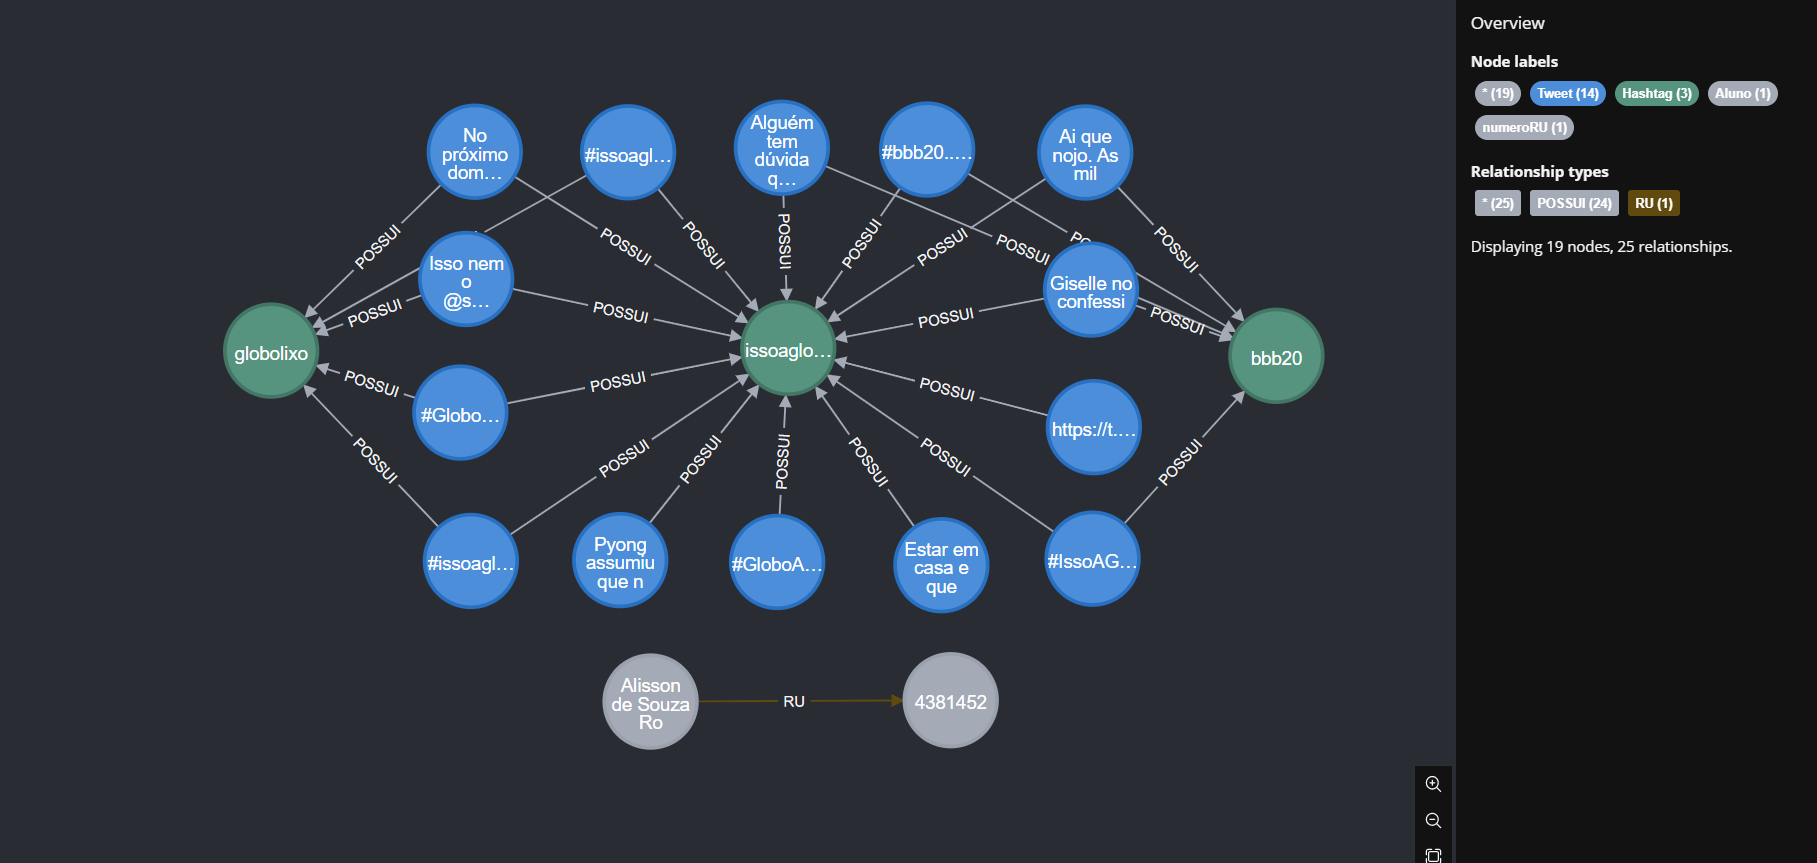 Overview
Node labels
* (19)
Tweet (14)
Hashtag (3)
Aluno (1)
numeroRU (1)
Relationship types
* (25)
POSSUI (24)
RU (1)
Displaying 19 nodes, 25 relationships.
No
próximo
dom...
#issoagl...
Alguém
tem
dúvida
q...
#bbb20.....
Ai que
nojo. As
mil
POSSUI
POSSUI
POSSUI
POSSUI
POSSUI
POSSUI
POSSUI
PO
POSSUI
Isso nem
o
@s...
POSSUI
POSSUI
Giselle no
confessi
POSSUI
POSSUI
globolixo
issoaglo...
bbb20
POSSUI
#Globo...
POSSUI
POSSUI
https://t....
POSSUI
POSSUI
POSSUI
POSSUI
POSSUI
POSSUI
POSSUI
#issoagl...
Pyong
assumiu
que n
#GloboA...
Estar em
casa e
que
#IssoAG...
Alisson
de Souza
Ro
RU
4381452